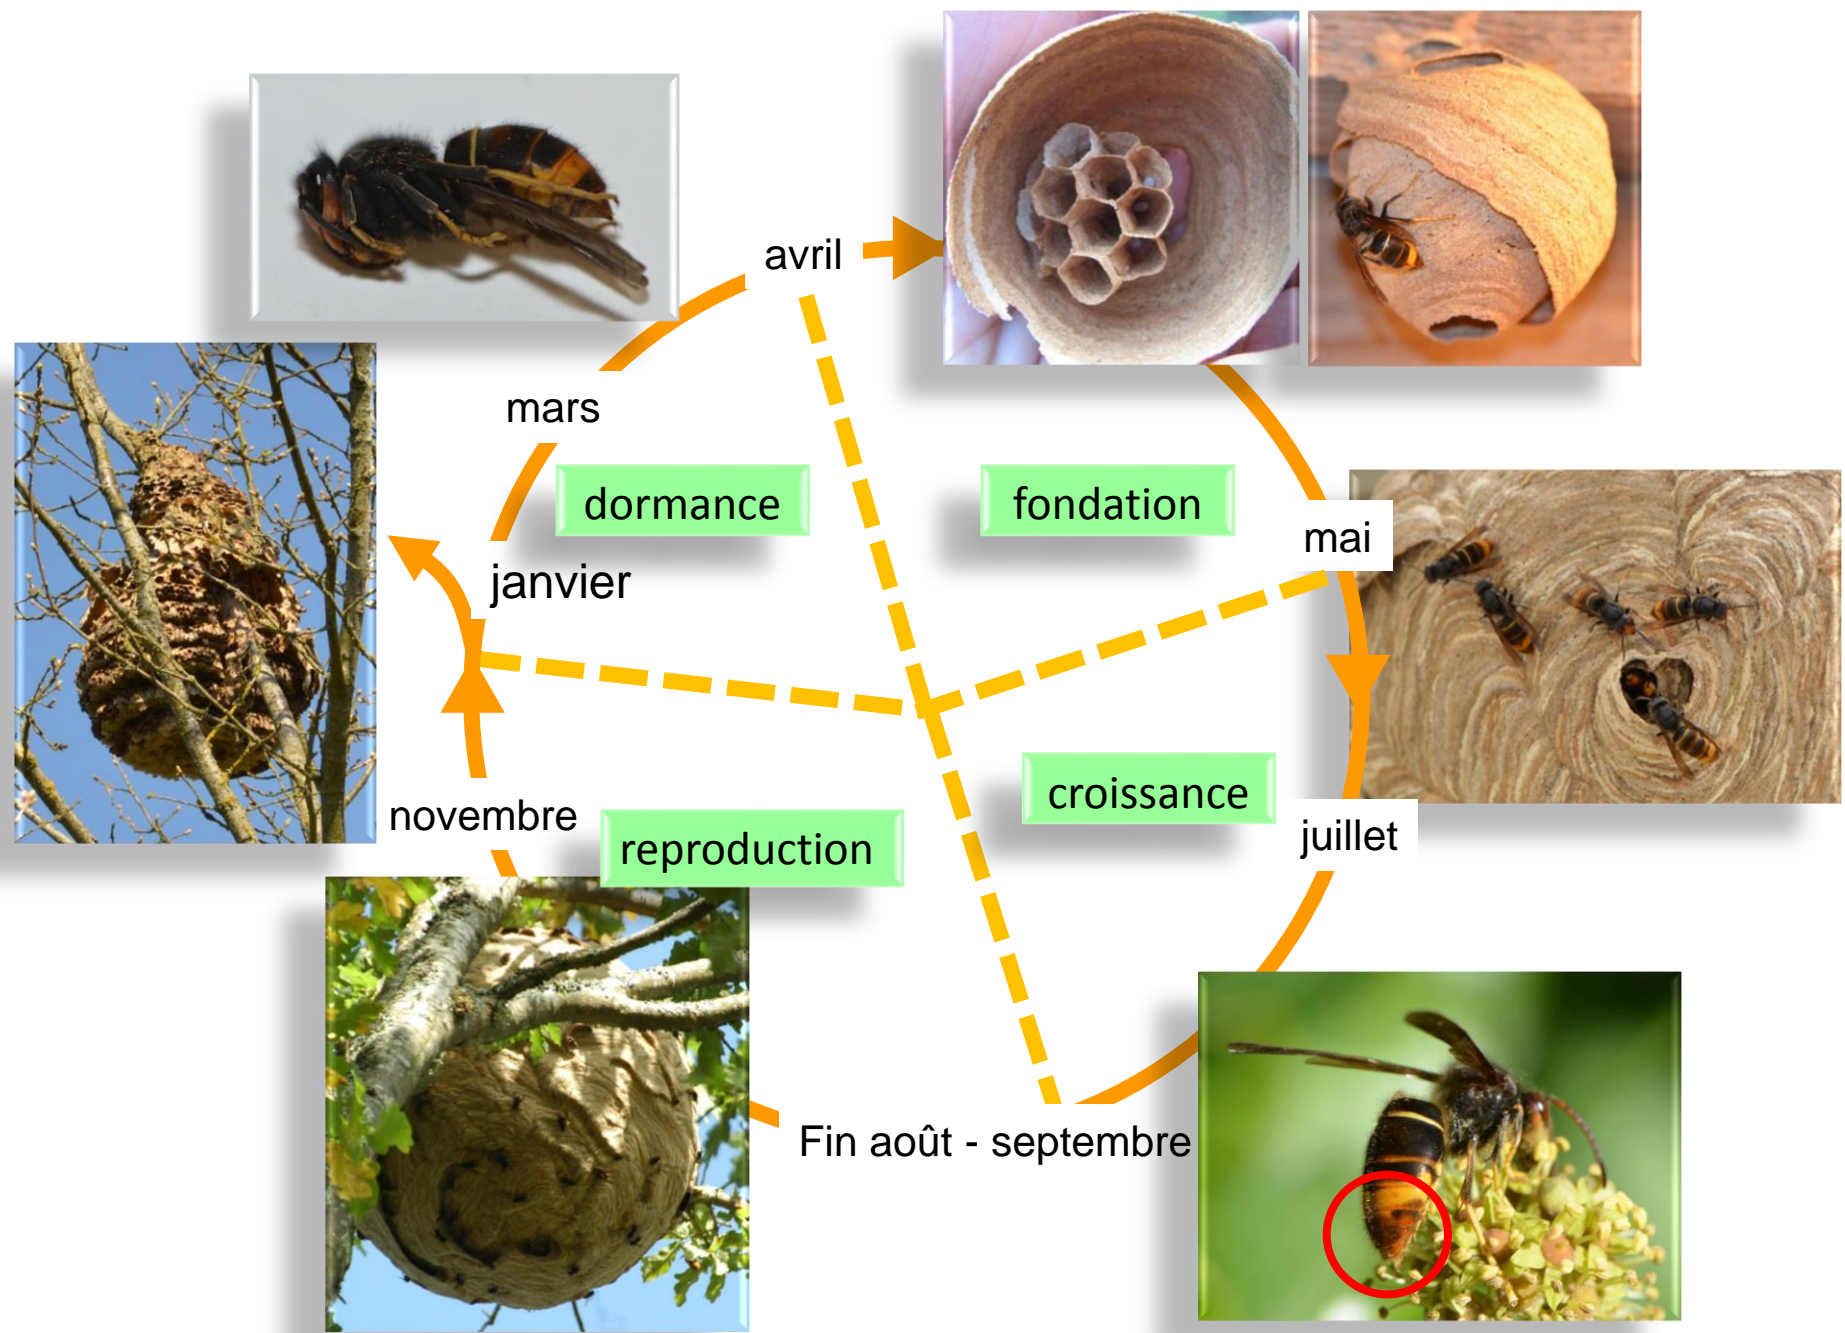 avril
mars
dormance
fondation
mai
janvier
croissance
novembre
reproduction
juillet
Fin août - septembre